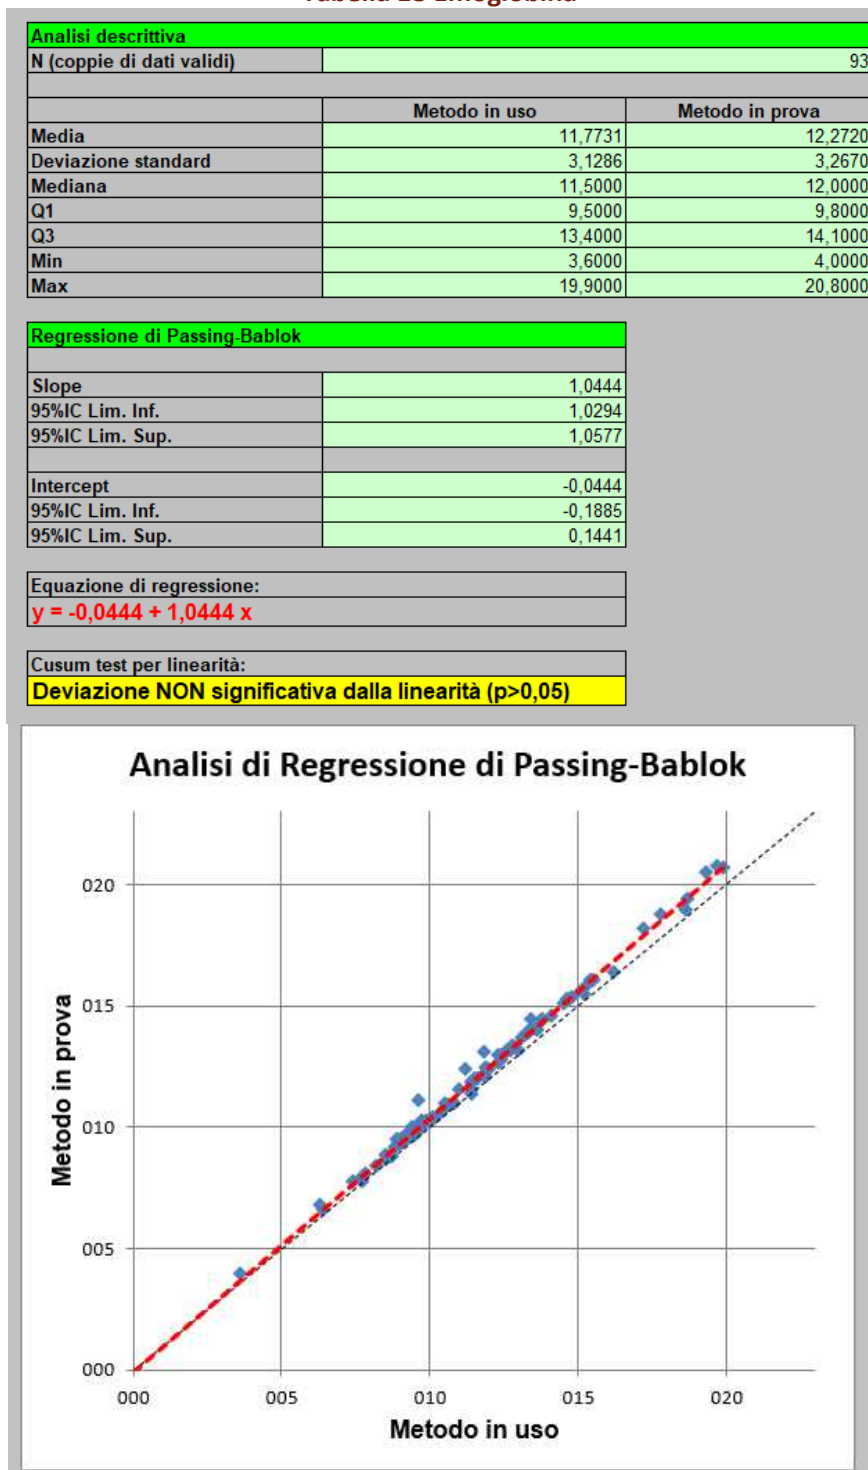 Analisi descrittiva
N (coppie di dati validi) 93
Metodo in uso Metodo in prova
Media 11,7731 12,2720
Deviazione standard 3,1286 3,2670
Mediana 11,5000 12,0000
Q1 9,5000 9,8000
Q3 13,4000 14,1000
Min 3,6000 4,0000
Max 19,9000 20,8000
Regressione di Passing-Bablok
Slope 1,0444
95%IC Lim. Inf. 1,0294
95%IC Lim. Sup. 1,0577
Intercept -0,0444
95%IC Lim. Inf. -0,1885
95%IC Lim. Sup. 0,1441
Equazione di regressione:
y = -0,0444 + 1,0444 x
Cusum test per linearità:
Deviazione NON significativa dalla linearità (p>0,05)
Analisi di Regressione di Passing-Bablok
Metodo in prova
020
015
010
005
000
000 005 010 015 020
Metodo in uso